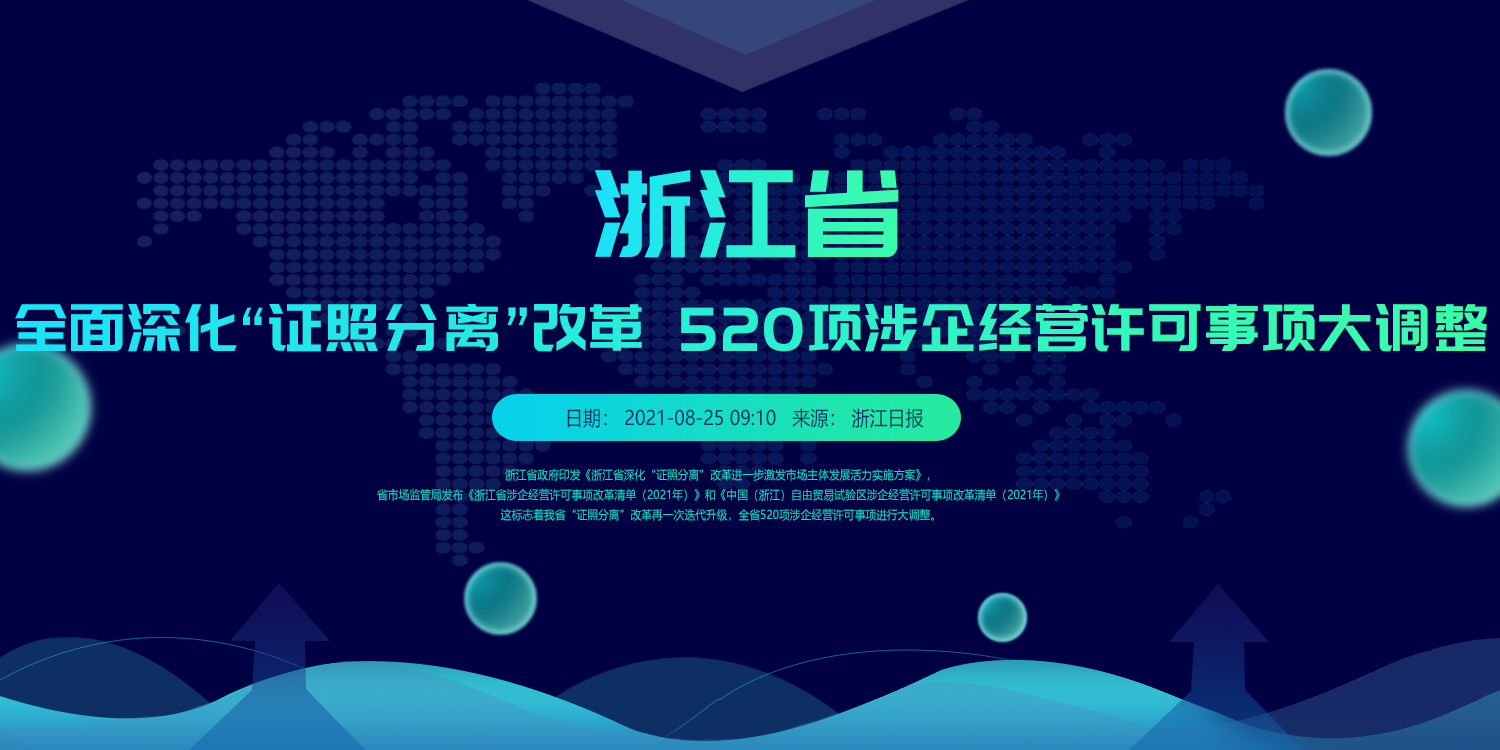 浙江省
全面深化“证照分离”改革 520项涉企经营许可事项大调整
日期： 2021-08-25 09:10 来源： 浙江日报
浙江省政府印发《浙江省深化“证照分离”改革进一步激发市场主体发展活力实施方案》，
省市场监管局发布《浙江省涉企经营许可事项改革清单（2021年）》和《中国（浙江）自由贸易试验区涉企经营许可事项改革清单（2021年）》
这标志着我省“证照分离”改革再一次迭代升级，全省520项涉企经营许可事项进行大调整。